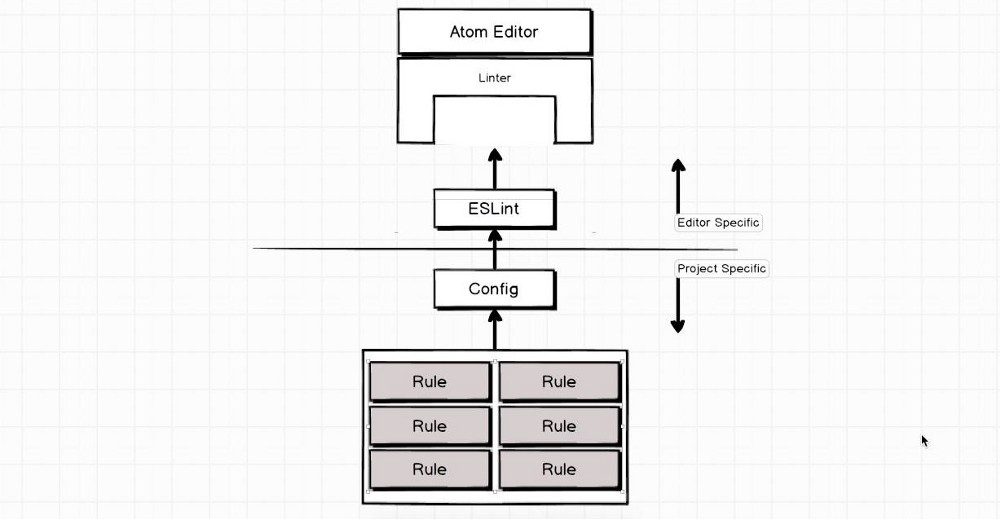 Atom Editor
Linter
ESLint
Editor Specific
Project Specific
Config
Rule
Rule
Rule
Rule
Rule
Rule